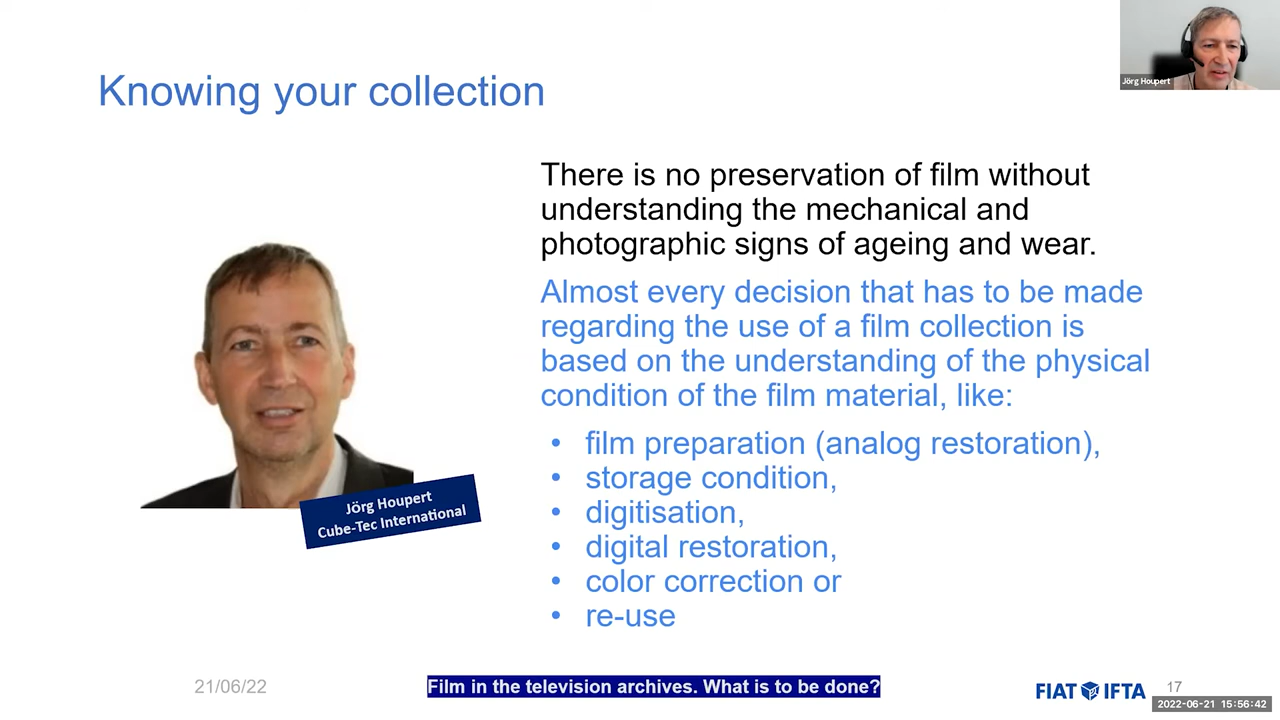 Knowing your collection
Jörg Houpert
There is no preservation of film without
understanding the mechanical and
photographic signs of ageing and wear.
Almost every decision that has to be made
regarding the use of a film collection is
based on the understanding of the physical
condition of the film material, like:
• film preparation (analog restoration),
• storage condition,
• digitisation,
• digital restoration,
• color correction or
• re-use
Jörg Houpert
Cube-Tec International
21/06/22
Film in the television archives. What is to be done?
FIAT IFTA
17
2022-06-21 15:56:42